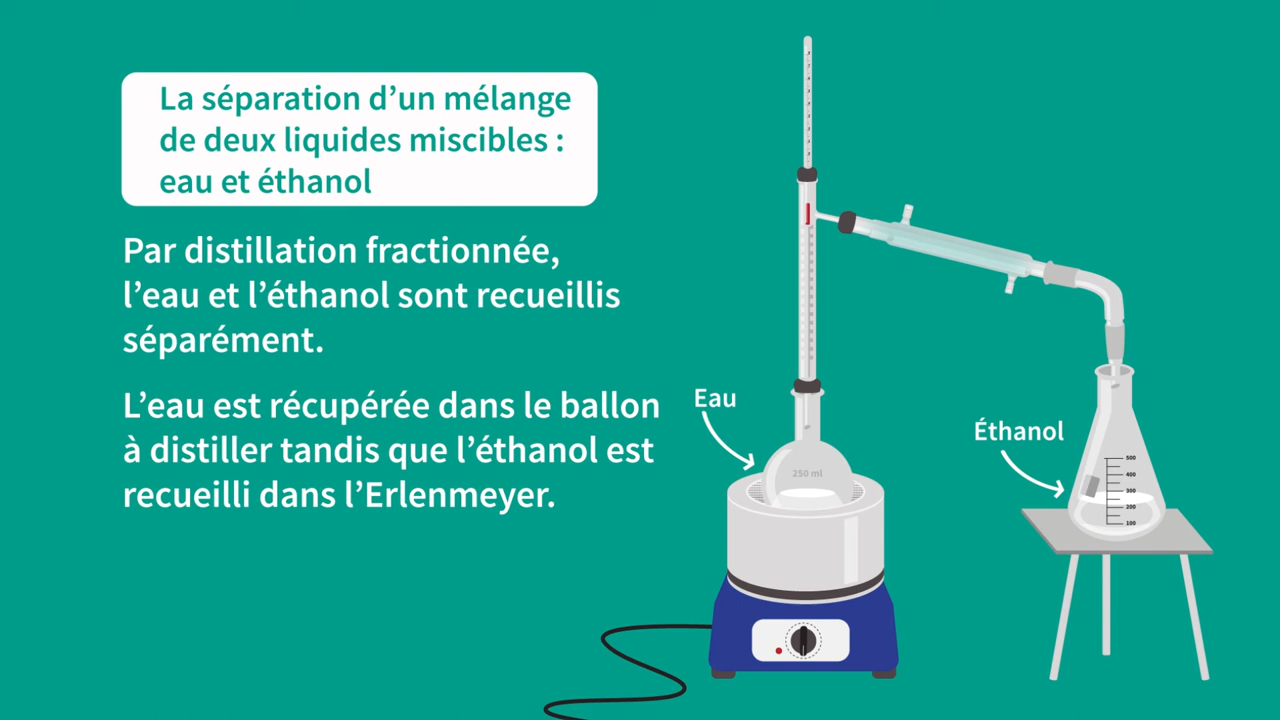 La séparation d’un mélange
de deux liquides miscibles :
eau et éthanol
Par distillation fractionnée,
l’eau et l’éthanol sont recueillis
séparément.
L’eau est récupérée dans le ballon
à distiller tandis que l’éthanol est
recueilli dans l’Erlenmeyer.
Eau
250 ml
Éthanol
500
400
300
200
100